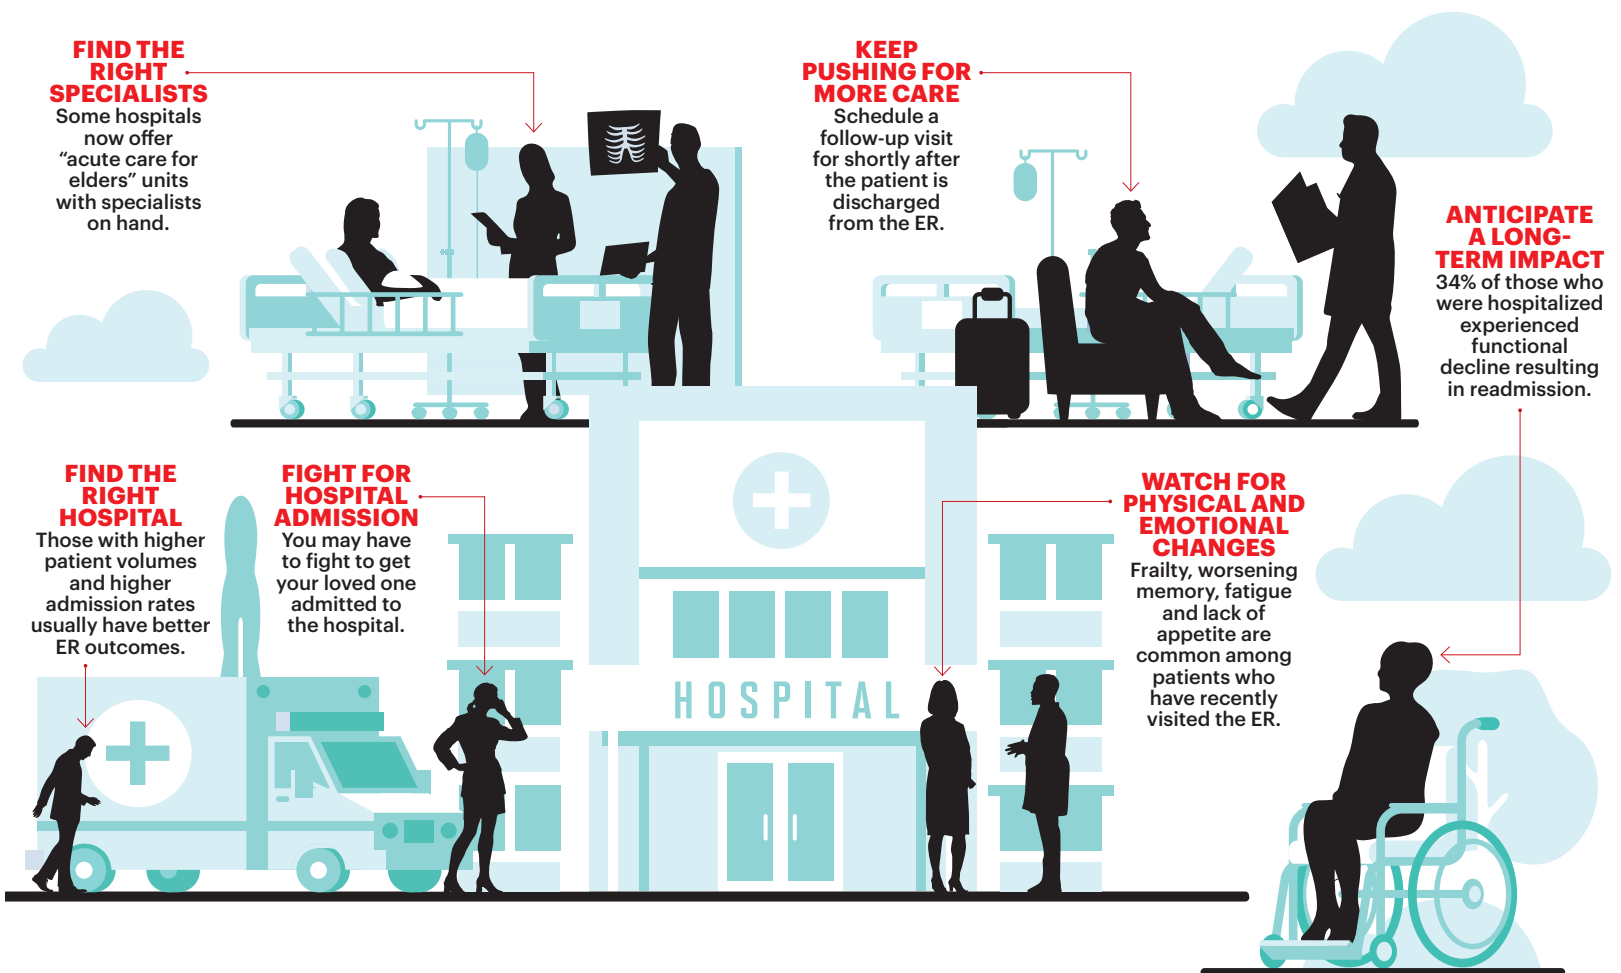 FIND THE
RIGHT
SPECIALISTS
Some hospitals
now offer
“acute care for
elders” units
with specialists
on hand.
KEEP
PUSHING FOR
MORE CARE
Schedule a
follow-up visit
for shortly after
the patient is
discharged
from the ER.
ANTICIPATE
A LONG-
TERM IMPACT
34% of those who
were hospitalized
experienced
functional
decline resulting
in readmission.
FIND THE
RIGHT
HOSPITAL
Those with higher
patient volumes
and higher
admission rates
usually have better
ER outcomes.
FIGHT FOR
HOSPITAL
ADMISSION
You may have
to fight to get
your loved one
admitted to
the hospital.
HOSPITAL
WATCH FOR
PHYSICAL AND
EMOTIONAL
CHANGES
Frailty, worsening
memory, fatigue
and lack of
appetite are
common among
patients who
have recently
visited the ER.